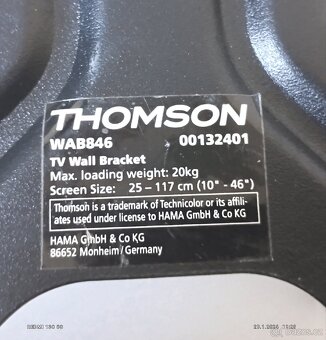 THOMSON
WAB846 00132401
TV Wall Bracket
Max. loading weight: 20kg
Screen Size: 25 – 117 cm (10" - 46")
Thomson is a trademark of Technicolor or its affili-
ates used under license to HAMA GmbH & Co KG
HAMA GmbH & Co KG
86652 Monheim/Germany